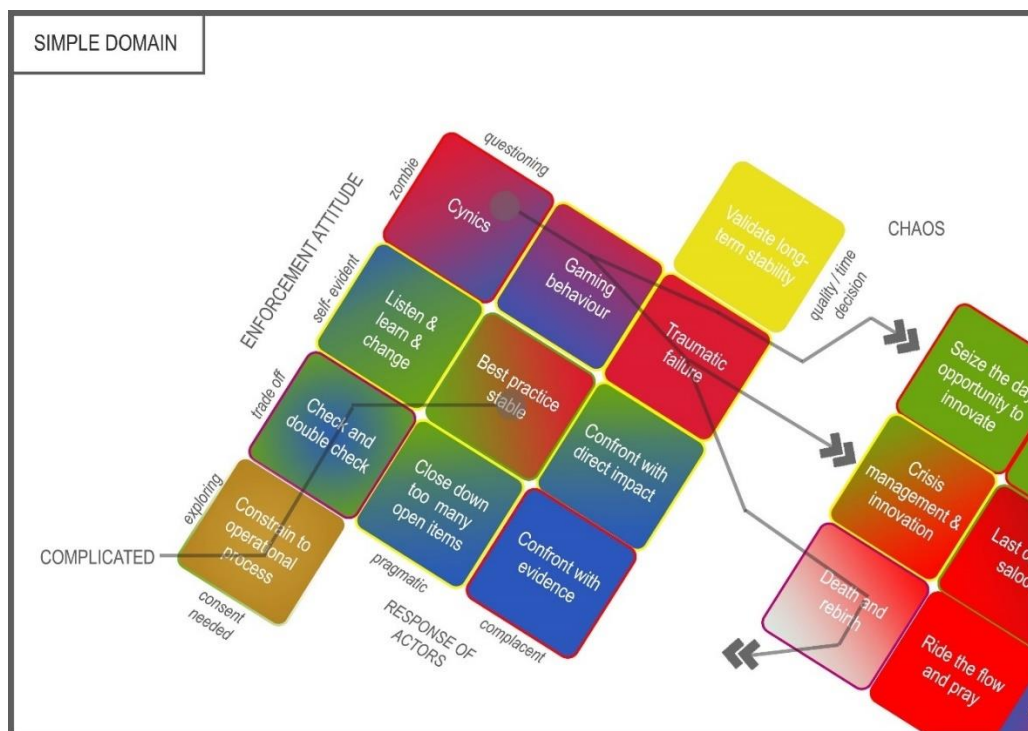 SIMPLE DOMAIN
questioning
zombie
ENFORCEMENT ATTITUDE
Cynics
Validate long-
term stability
CHAOS
quality / time
decision
self- evident
Listen &
learn &
change
Gaming
behaviour
Traumatic
failure
Seize the day
opportunity to
innovate
trade off
Check and
double check
Best practice
stable
Confront with
direct impact
Crisis
management &
innovation
exploring
Constrain to
operational
process
COMPLICATED
Close down
too many
open items
Confront with
evidence
Last
Death and
rebirth
Ride the flow
and pray
consent
needed
pragmatic
RESPONSE OF
ACTORS
complacent